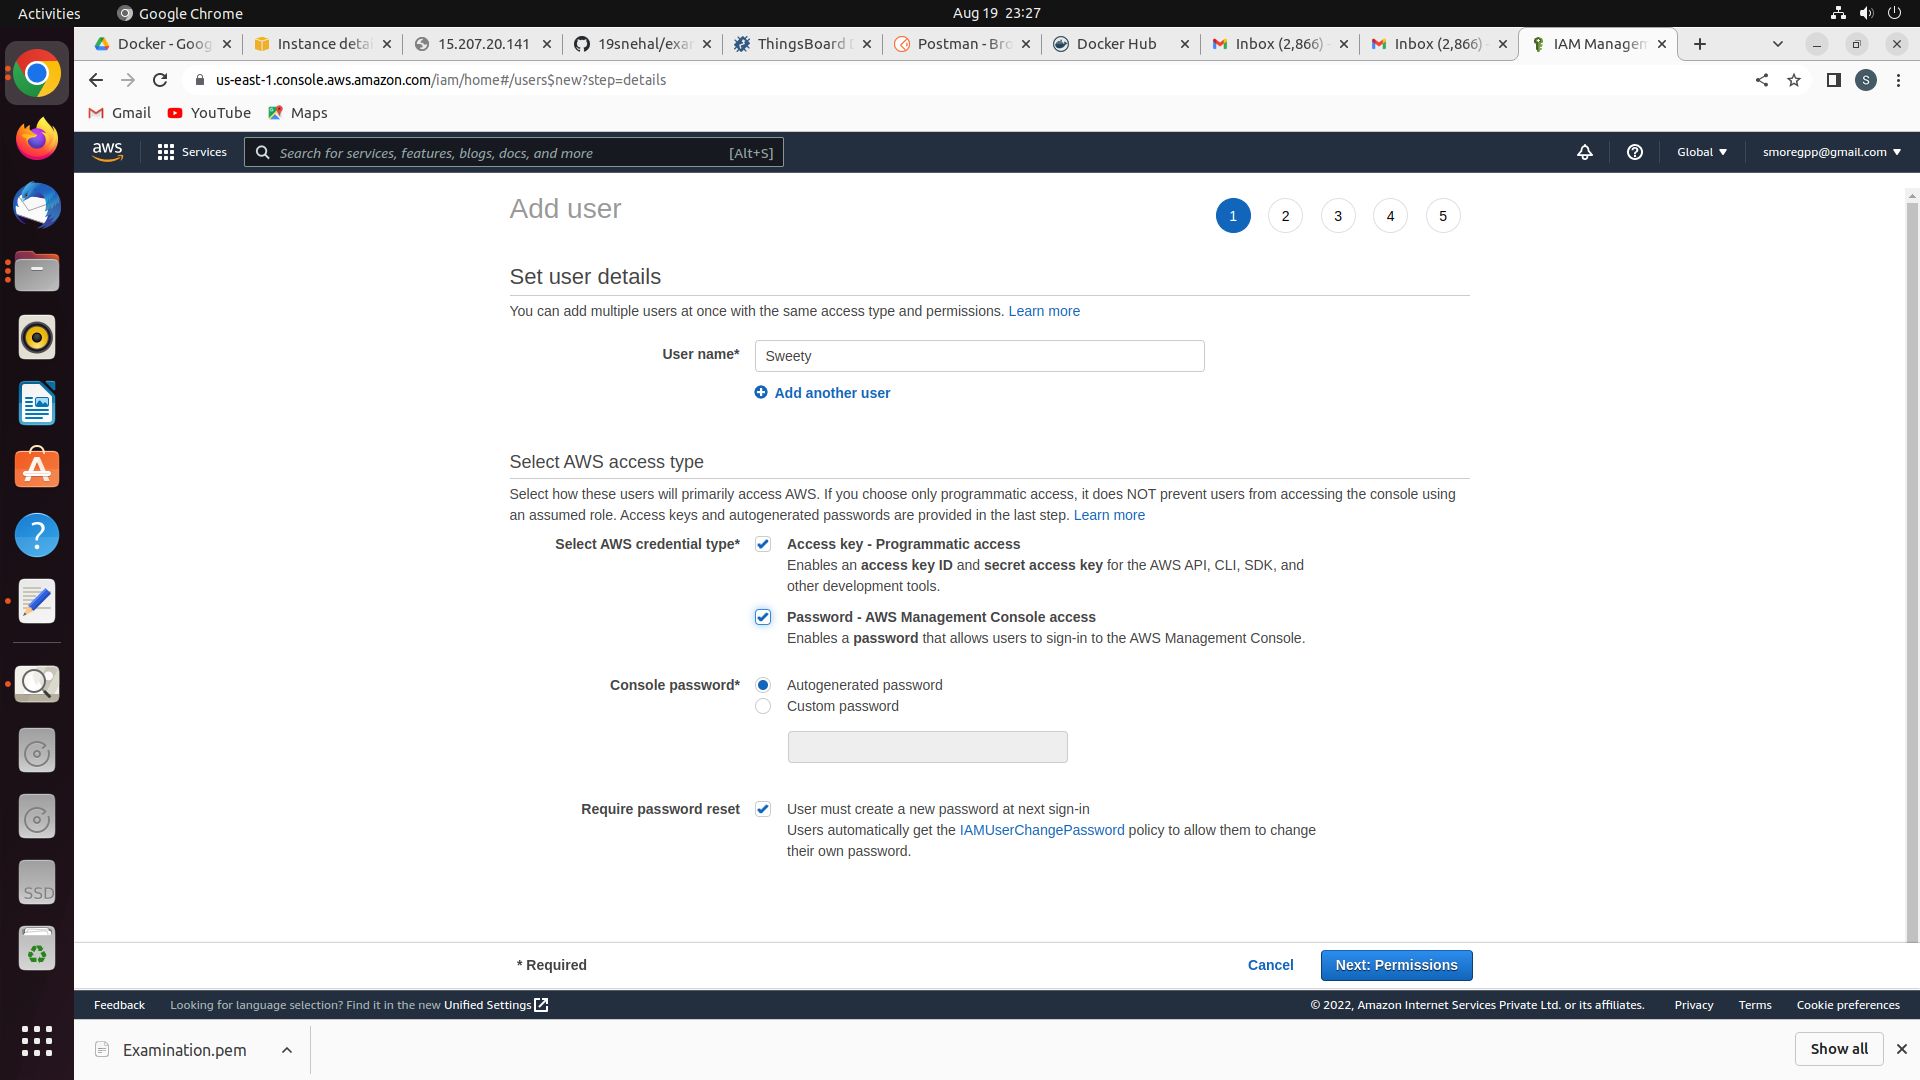 Activities
Google Chrome
Aug 19 23:27
Docker - Goog
Instance detai
15.207.20.141
19snehal/exar
ThingsBoard D
Postman - Bro
Docker Hub
Inbox (2,866) -
Inbox (2,866) -
IAM Managem
us-east-1.console.aws.amazon.com/iam/home#/users$new?step=details
S
Gmail
YouTube
Maps
aws
Services
Search for services, features, blogs, docs, and more
[Alt+S]
Global
smoregpp@gmail.com
Add user
1
2
3
4
5
Set user details
You can add multiple users at once with the same access type and permissions. Learn more
User name*
Sweety
Add another user
Select AWS access type
Select how these users will primarily access AWS. If you choose only programmatic access, it does NOT prevent users from accessing the console using
an assumed role. Access keys and autogenerated passwords are provided in the last step. Learn more
Select AWS credential type*
Access key - Programmatic access
Enables an access key ID and secret access key for the AWS API, CLI, SDK, and
other development tools.
Password - AWS Management Console access
Enables a password that allows users to sign-in to the AWS Management Console.
Console password*
Autogenerated password
Custom password
Require password reset
User must create a new password at next sign-in
Users automatically get the IAMUserChangePassword policy to allow them to change
their own password.
SSD
* Required
Cancel
Next: Permissions
Feedback
Looking for language selection? Find it in the new Unified Settings
© 2022, Amazon Internet Services Private Ltd. or its affiliates.
Privacy
Terms
Cookie preferences
Examination.pem
Show all